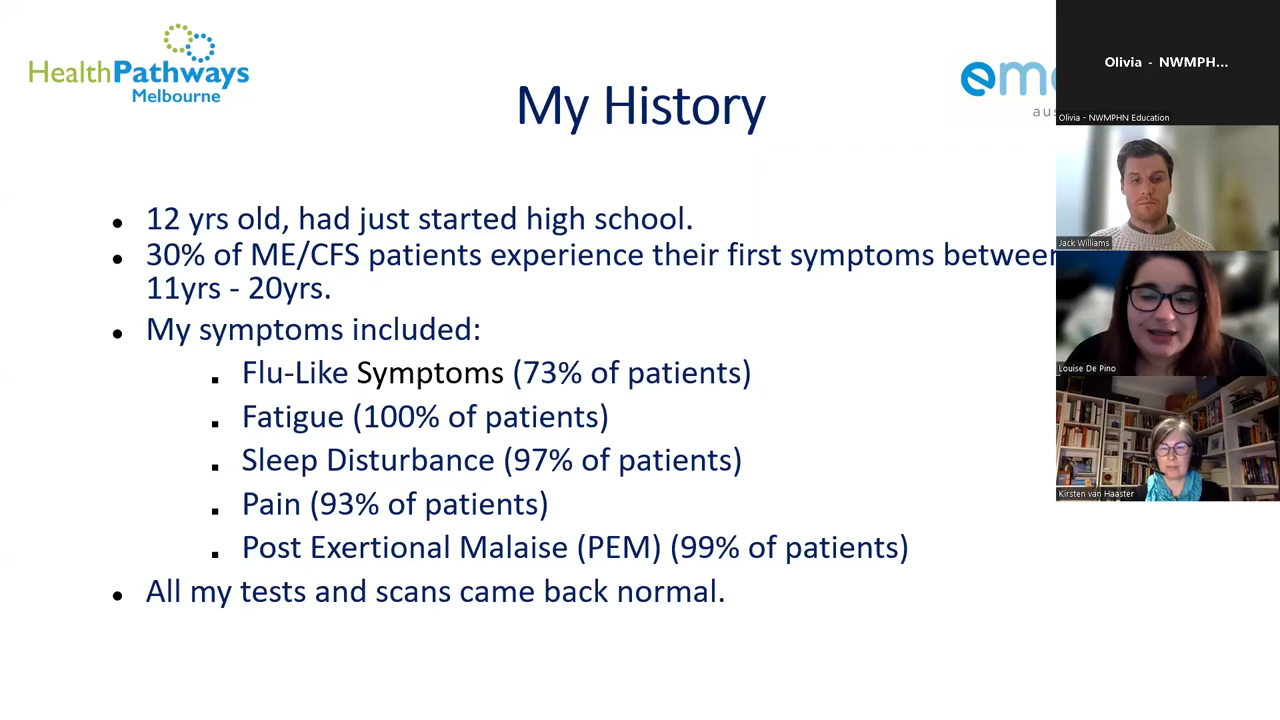 HealthPathways
Melbourne
My History
eme
aus
12 yrs old, had just started high school.
30% of ME/CFS patients experience their first symptoms between
11yrs - 20yrs.
My symptoms included:
Flu-Like Symptoms (73% of patients)
Fatigue (100% of patients)
Sleep Disturbance (97% of patients)
Pain (93% of patients)
Post Exertional Malaise (PEM) (99% of patients)
All my tests and scans came back normal.
Olivia - NWMPH...
Olivia - NWMPHN Education
Jack Williams
Louise De Pino
Kirsten van Haaster